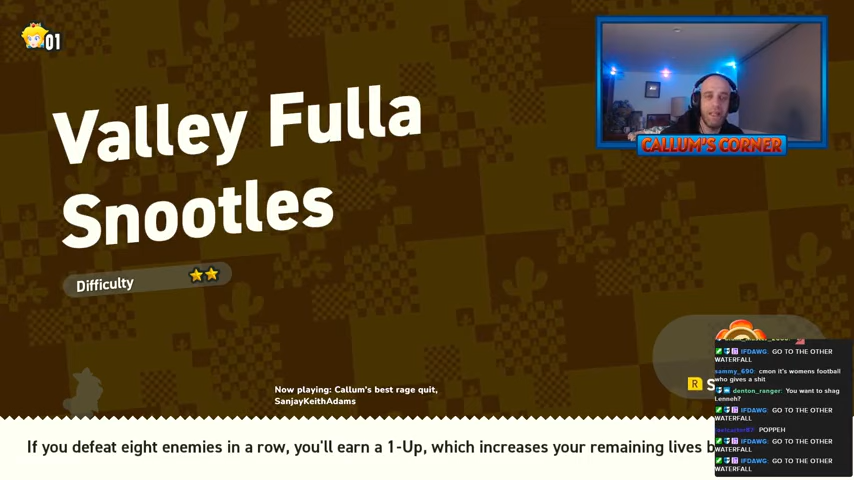 01
Valley Fulla
Snootles
Difficulty
CALLUM'S CORNER
Now playing: Callum's best rage quit,
SanjayKeithAdams
R S
If you defeat eight enemies in a row, you'll earn a 1-Up, which increases your remaining lives b
IFDAWG: GO TO THE OTHER
WATERFALL
sammy_690: cmon it's womens football
who gives a shit
denton_ranger: You want to shag
Lenneh?
IFDAWG: GO TO THE OTHER
WATERFALL
POPPEH
IFDAWG: GO TO THE OTHER
WATERFALL
IFDAWG: GO TO THE OTHER
WATERFALL